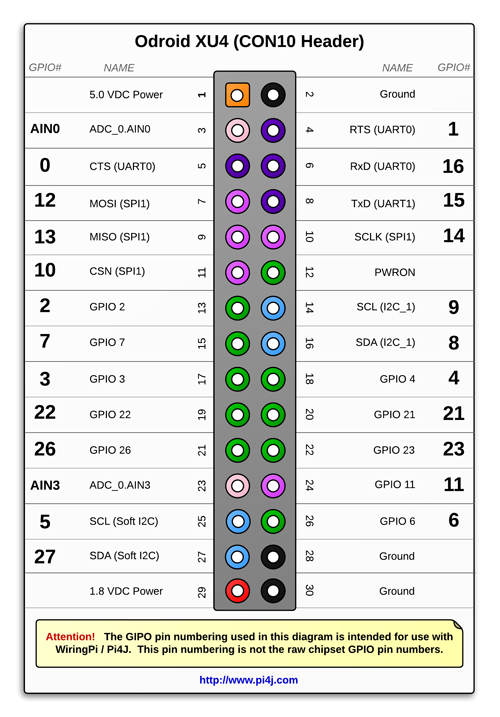 Odroid XU4 (CON10 Header)
GPIO# NAME NAME GPIO#
5.0 VDC Power 1 2 Ground
AIN0 ADC_0.AIN0 3 4 RTS (UART0) 1
0 CTS (UART0) 5 6 RxD (UART0) 16
12 MOSI (SPI1) 7 8 TxD (UART1) 15
13 MISO (SPI1) 9 10 SCLK (SPI1) 14
10 CSN (SPI1) 11 12 PWRON
2 GPIO 2 13 14 SCL (I2C_1) 9
7 GPIO 7 15 16 SDA (I2C_1) 8
3 GPIO 3 17 18 GPIO 4 4
22 GPIO 22 19 20 GPIO 21 21
26 GPIO 26 21 22 GPIO 23 23
AIN3 ADC_0.AIN3 23 24 GPIO 11 11
5 SCL (Soft I2C) 25 26 GPIO 6 6
27 SDA (Soft I2C) 27 28 Ground
1.8 VDC Power 29 30 Ground
Attention! The GIPO pin numbering used in this diagram is intended for use with
WiringPi / Pi4J. This pin numbering is not the raw chipset GPIO pin numbers.
http://www.pi4j.com